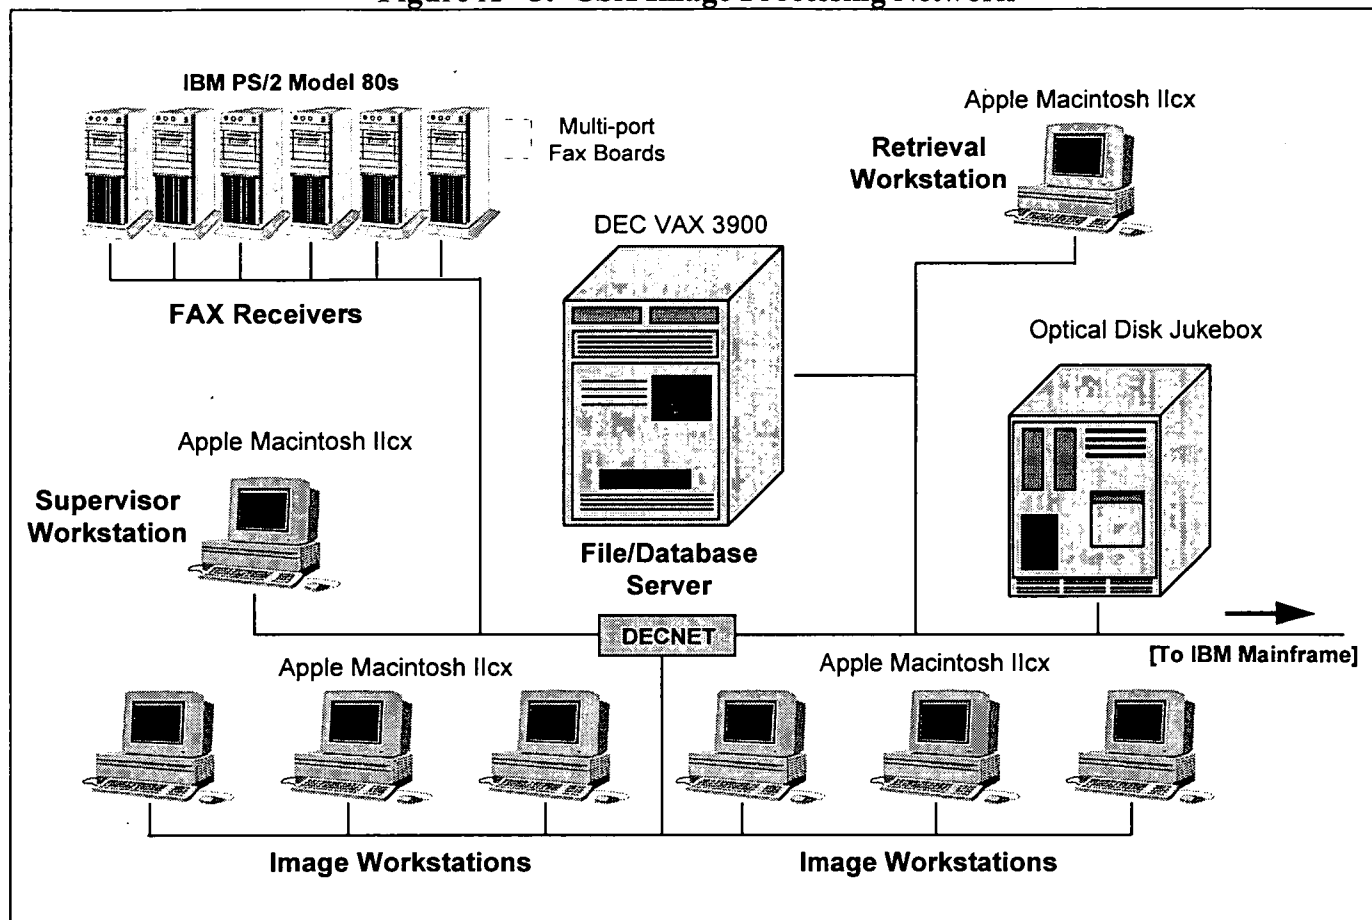 IBM PS/2 Model 80s
Multi-port
Fax Boards
FAX Receivers
DEC VAX 3900
File/Database
Server
Apple Macintosh IIcx
Retrieval
Workstation
Optical Disk Jukebox
Apple Macintosh IIcx
Supervisor
Workstation
DECNET
[To IBM Mainframe]
Apple Macintosh IIcx
Apple Macintosh IIcx
Image Workstations
Image Workstations